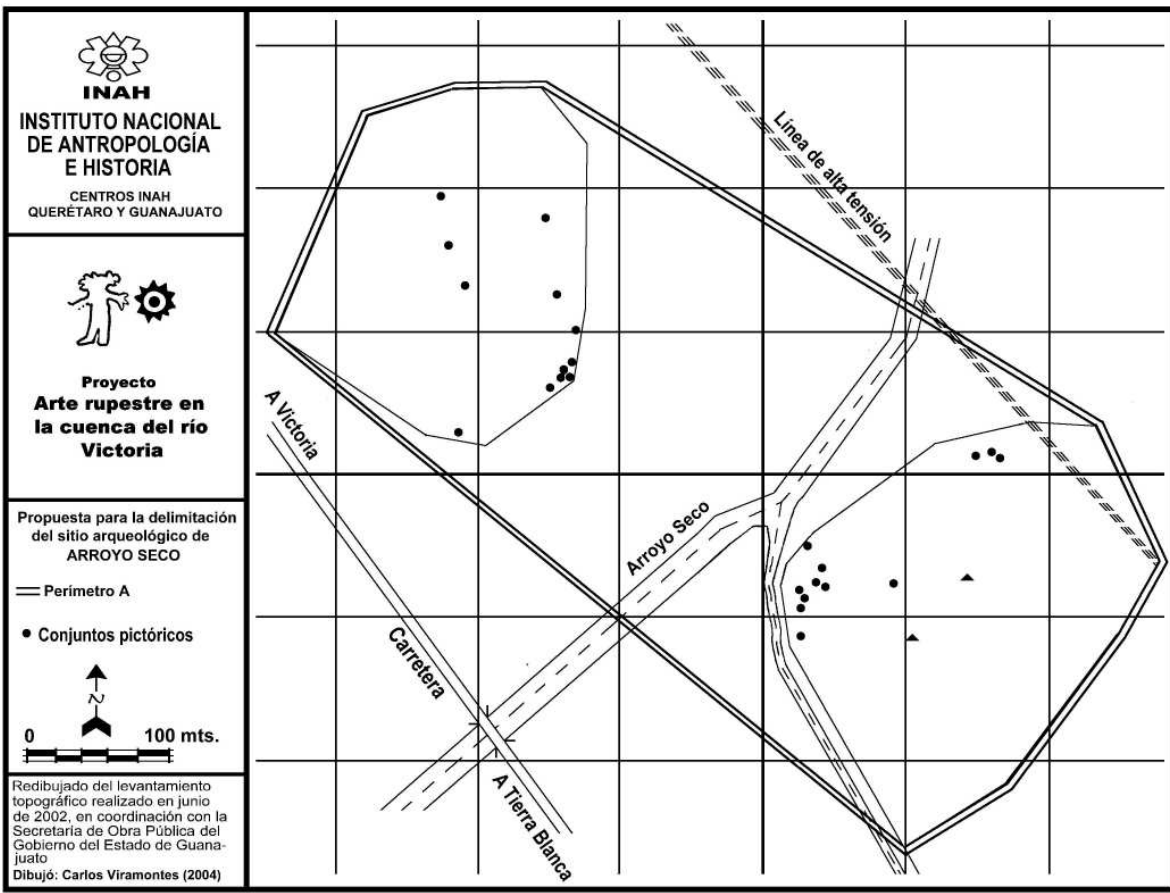 INAH
INSTITUTO NACIONAL
DE ANTROPOLOGÍA
E HISTORIA
CENTROS INAH
QUERÉTARO Y GUANAJUATO
Proyecto
Arte rupestre en
la cuenca del río
Victoria
Propuesta para la delimitación
del sitio arqueológico de
ARROYO SECO
Perímetro A
Conjuntos pictóricos
N
0 100 mts.
Redibujado del levantamiento
topográfico realizado en junio
de 2002, en coordinación con la
Secretaría de Obra Pública del
Gobierno del Estado de Guana-
juato
Dibujó: Carlos Viramontes (2004)
Línea de alta tensión
A Victoria
Arroyo Seco
Carretera
A Tierra Blanca